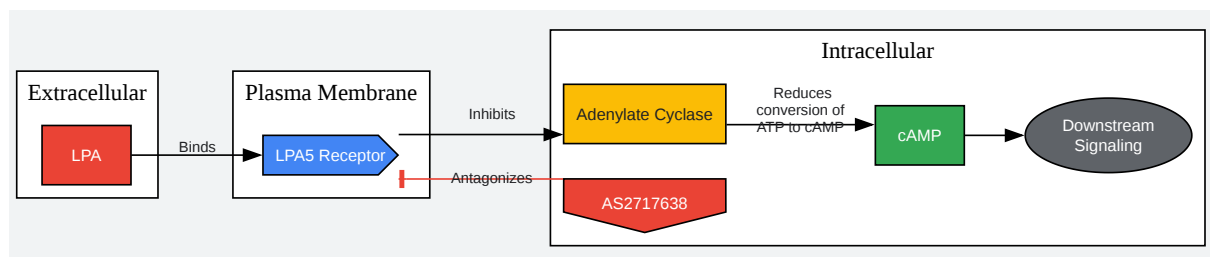 Extracellular
LPA
Binds
Plasma Membrane
LPA5 Receptor
Inhibits
Antagonizes
Intracellular
Adenylate Cyclase
Reduces
conversion of
ATP to cAMP
cAMP
Downstream
Signaling
AS2717638